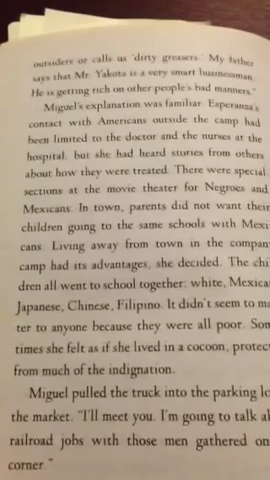 outsiders or calls us 'dirty greasers.' My father
says that Mr. Yakota is a very smart businessman.
He is getting rich on other people's bad manners."
Miguel's explanation was familiar. Esperanza's
contact with Americans outside the camp had
been limited to the doctor and the nurses at the
hospital, but she had heard stories from others
about how they were treated. There were special
sections at the movie theater for Negroes and
Mexicans. In town, parents did not want their
children going to the same schools with Mexi
cans. Living away from town in the company
camp had its advantages, she decided. The chi
dren all went to school together: white, Mexica
Japanese, Chinese, Filipino. It didn't seem to ma
ter to anyone because they were all poor. Som
times she felt as if she lived in a cocoon, protec
from much of the indignation.
Miguel pulled the truck into the parking lo
the market. "I'll meet you. I'm going to talk a
railroad jobs with those men gathered on
corner."